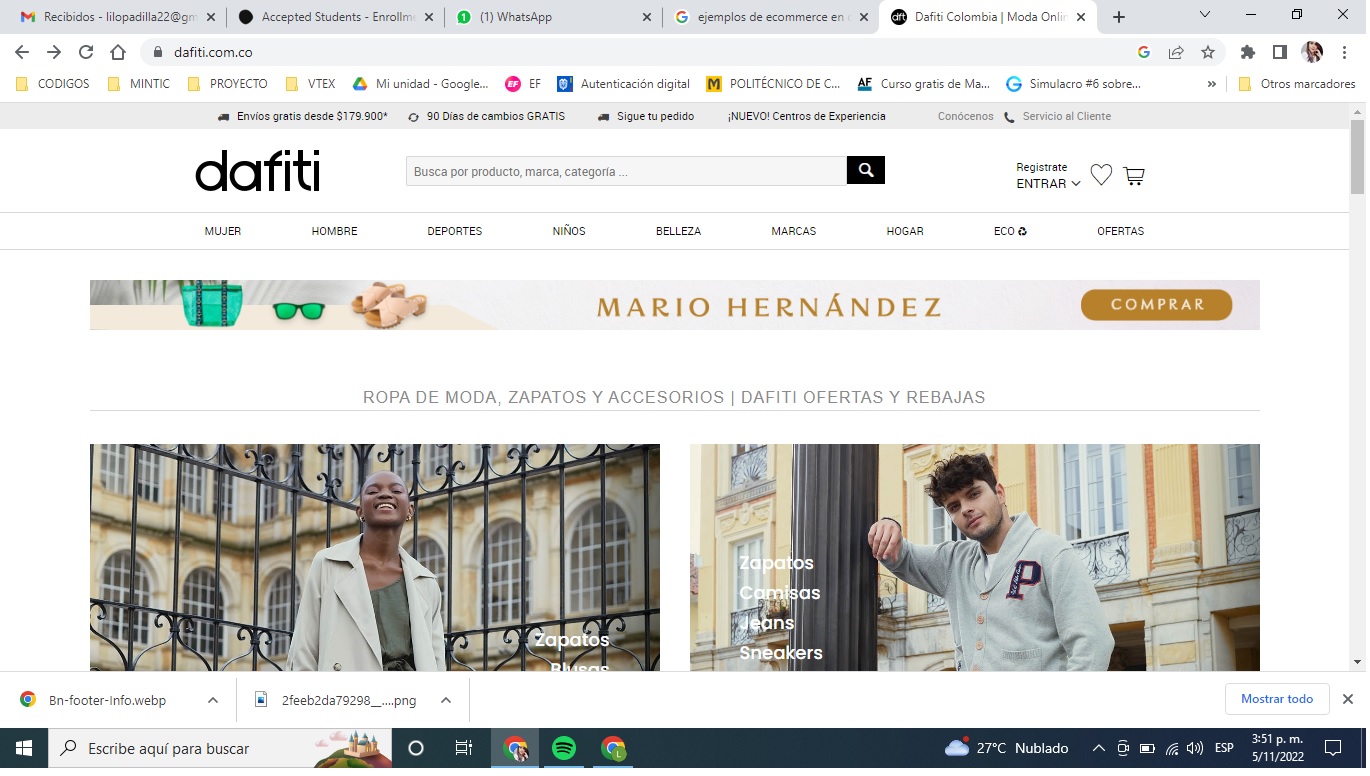 Recibidos - lilopadilla22@gm
Accepted Students - Enrollme
(1) WhatsApp
ejemplos de ecommerce en c
Dafiti Colombia | Moda Onlin
dafiti.com.co
CODIGOS
MINTIC
PROYECTO
VTEX
Mi unidad - Google...
EF EF
Autenticación digital
M POLITÉCNICO DE C...
AF Curso gratis de Ma...
Simulacro #6 sobre...
»
Otros marcadores
Envíos gratis desde $179.900*
90 Días de cambios GRATIS
Sigue tu pedido
¡NUEVO! Centros de Experiencia
Conócenos
Servicio al Cliente
dafiti
Busca por producto, marca, categoría ...
Registrate
ENTRAR
MUJER
HOMBRE
DEPORTES
NIÑOS
BELLEZA
MARCAS
HOGAR
ECO
OFERTAS
MARIO HERNÁNDEZ
COMPRAR
ROPA DE MODA, ZAPATOS Y ACCESORIOS | DAFITI OFERTAS Y REBAJAS
Zapatos
Blusas
Zapatos
Camisas
Jeans
Sneakers
P
Bn-footer-Info.webp
2feeb2da79298__....png
Mostrar todo
Escribe aquí para buscar
L
27°C Nublado
ESP
3:51 p. m.
5/11/2022